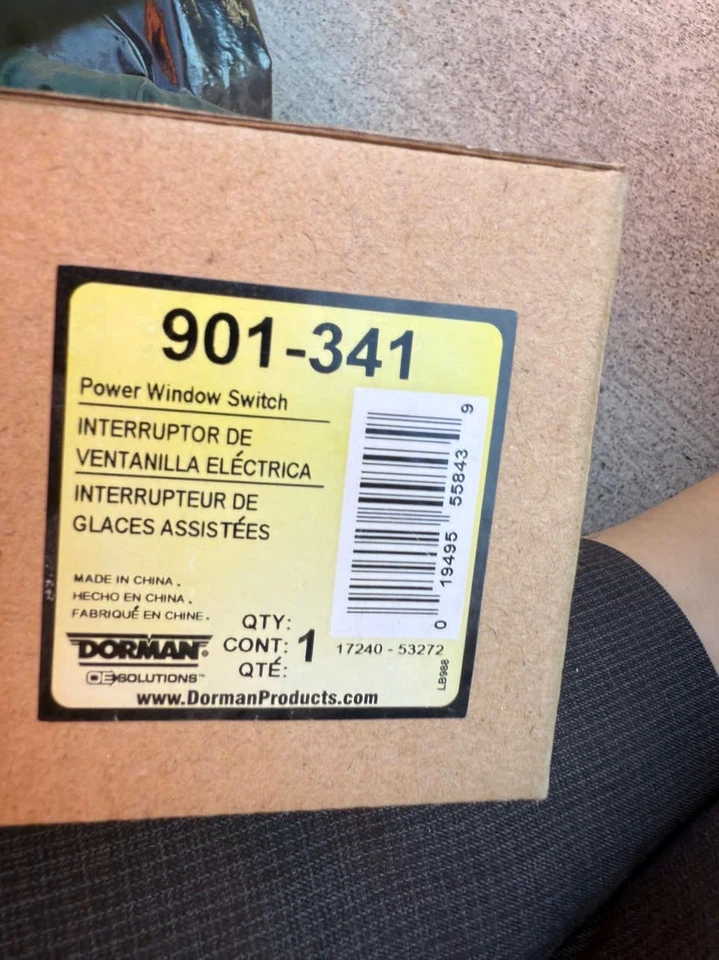 901-341
Power Window Switch
INTERRUPTOR DE
VENTANILLA ELÉCTRICA
INTERRUPTEUR DE
GLACES ASSISTÉES
MADE IN CHINA .
HECHO EN CHINA .
FABRIQUÉ EN CHINE .
DORMAN®
OE SOLUTIONS™
QTY:
CONT: 1
QTÉ:
www.DormanProducts.com
0 19495 55843 9
17240 - 53272
LB988